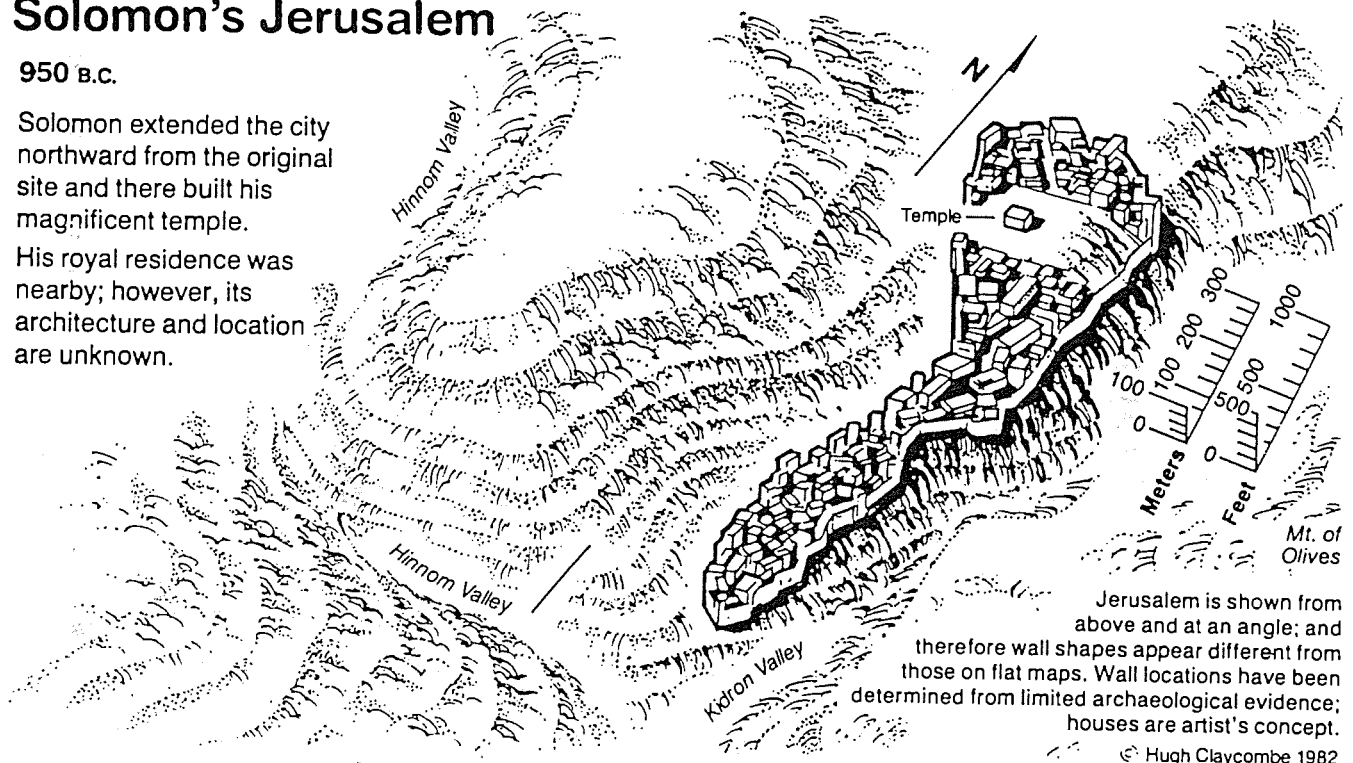 Solomon's Jerusalem
950 B.C.
Solomon extended the city
northward from the original
site and there built his
magnificent temple.
His royal residence was
nearby; however, its
architecture and location
are unknown.
Hinnom Valley
N
Temple
300
1000
200
100
100
500
500
0
0
Meters
Feet
Mt. of
Olives
Hinnom Valley
Kidron Valley
Jerusalem is shown from
above and at an angle; and
therefore wall shapes appear different from
those on flat maps. Wall locations have been
determined from limited archaeological evidence;
houses are artist's concept.
© Hugh Claycombe 1982